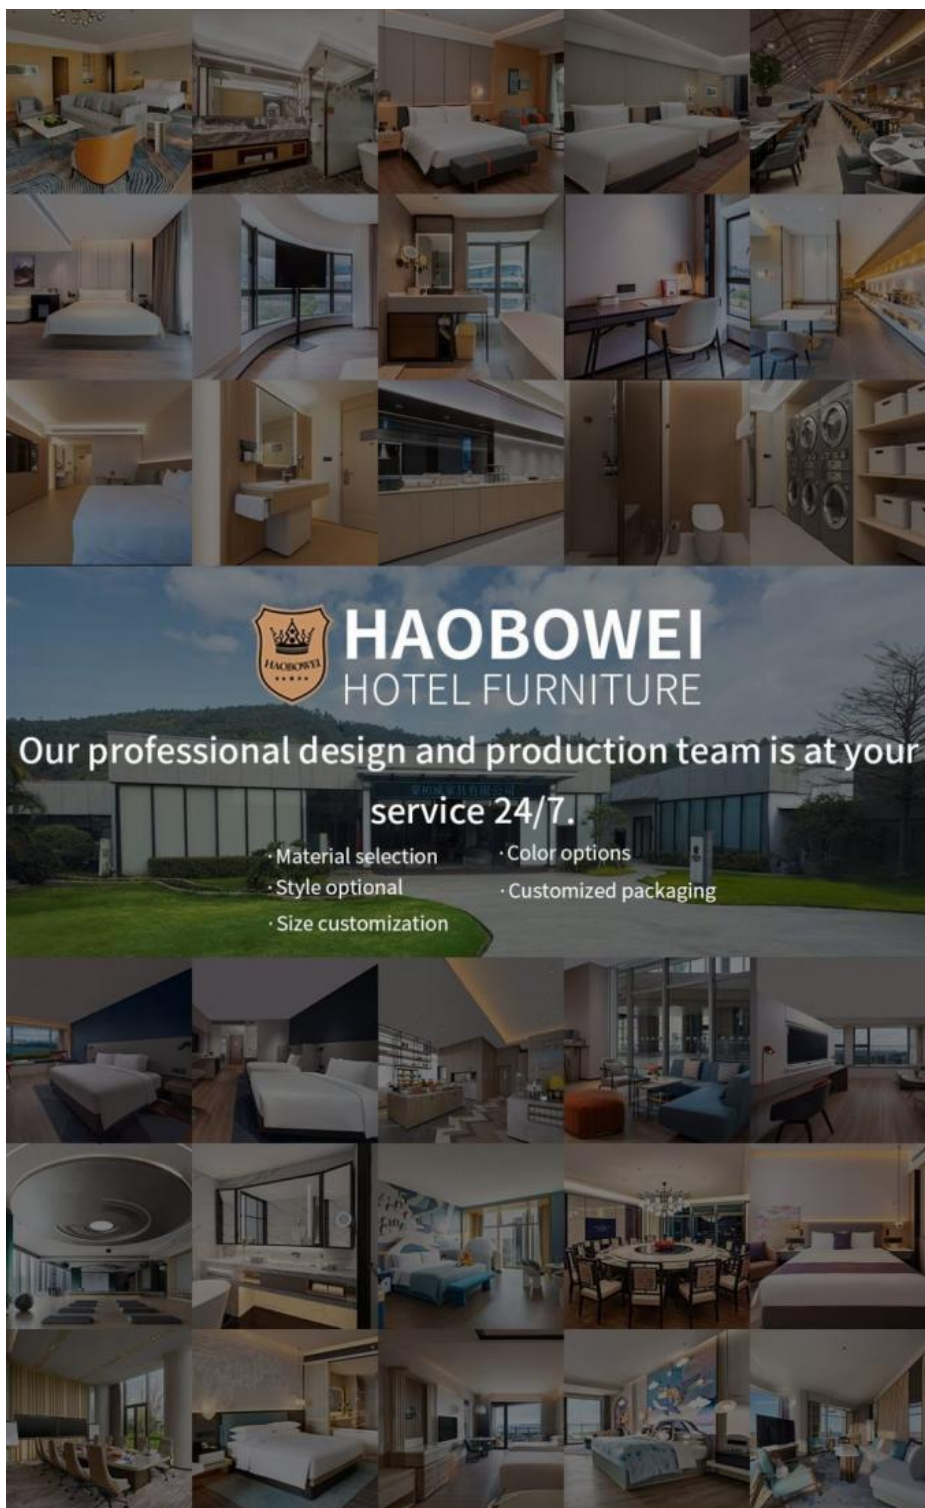 HAOBOWEI
HAOBOWEI
HOTEL FURNITURE
Our professional design and production team is at your
service 24/7.
·Material selection
·Color options
·Style optional
·Customized packaging
·Size customization